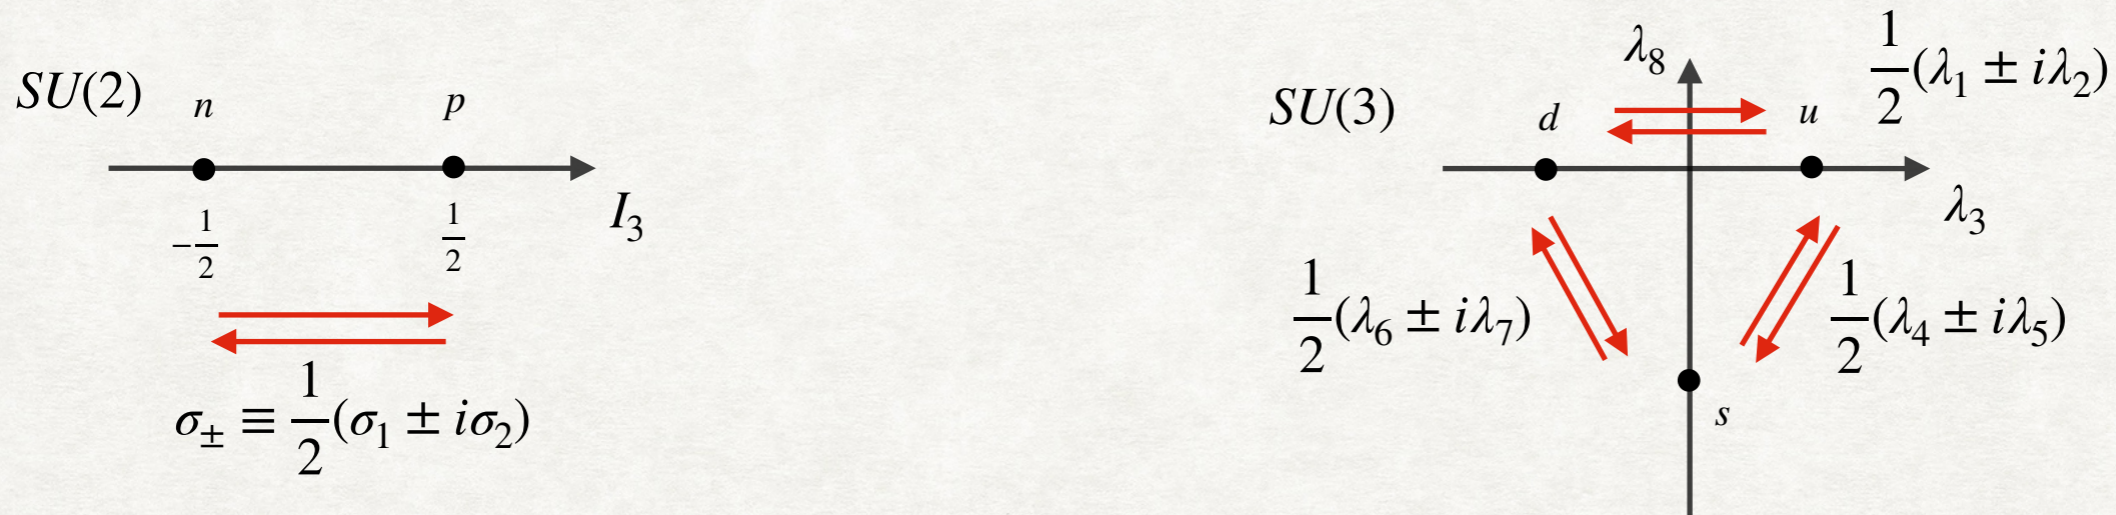 SU(2)
n
p
−1/2
1/2
I₃
σ± ≡ 1/2(σ₁ ± iσ₂)
SU(3)
λ₈
1/2(λ₁ ± iλ₂)
d
u
λ₃
1/2(λ₆ ± iλ₇)
1/2(λ₄ ± iλ₅)
s